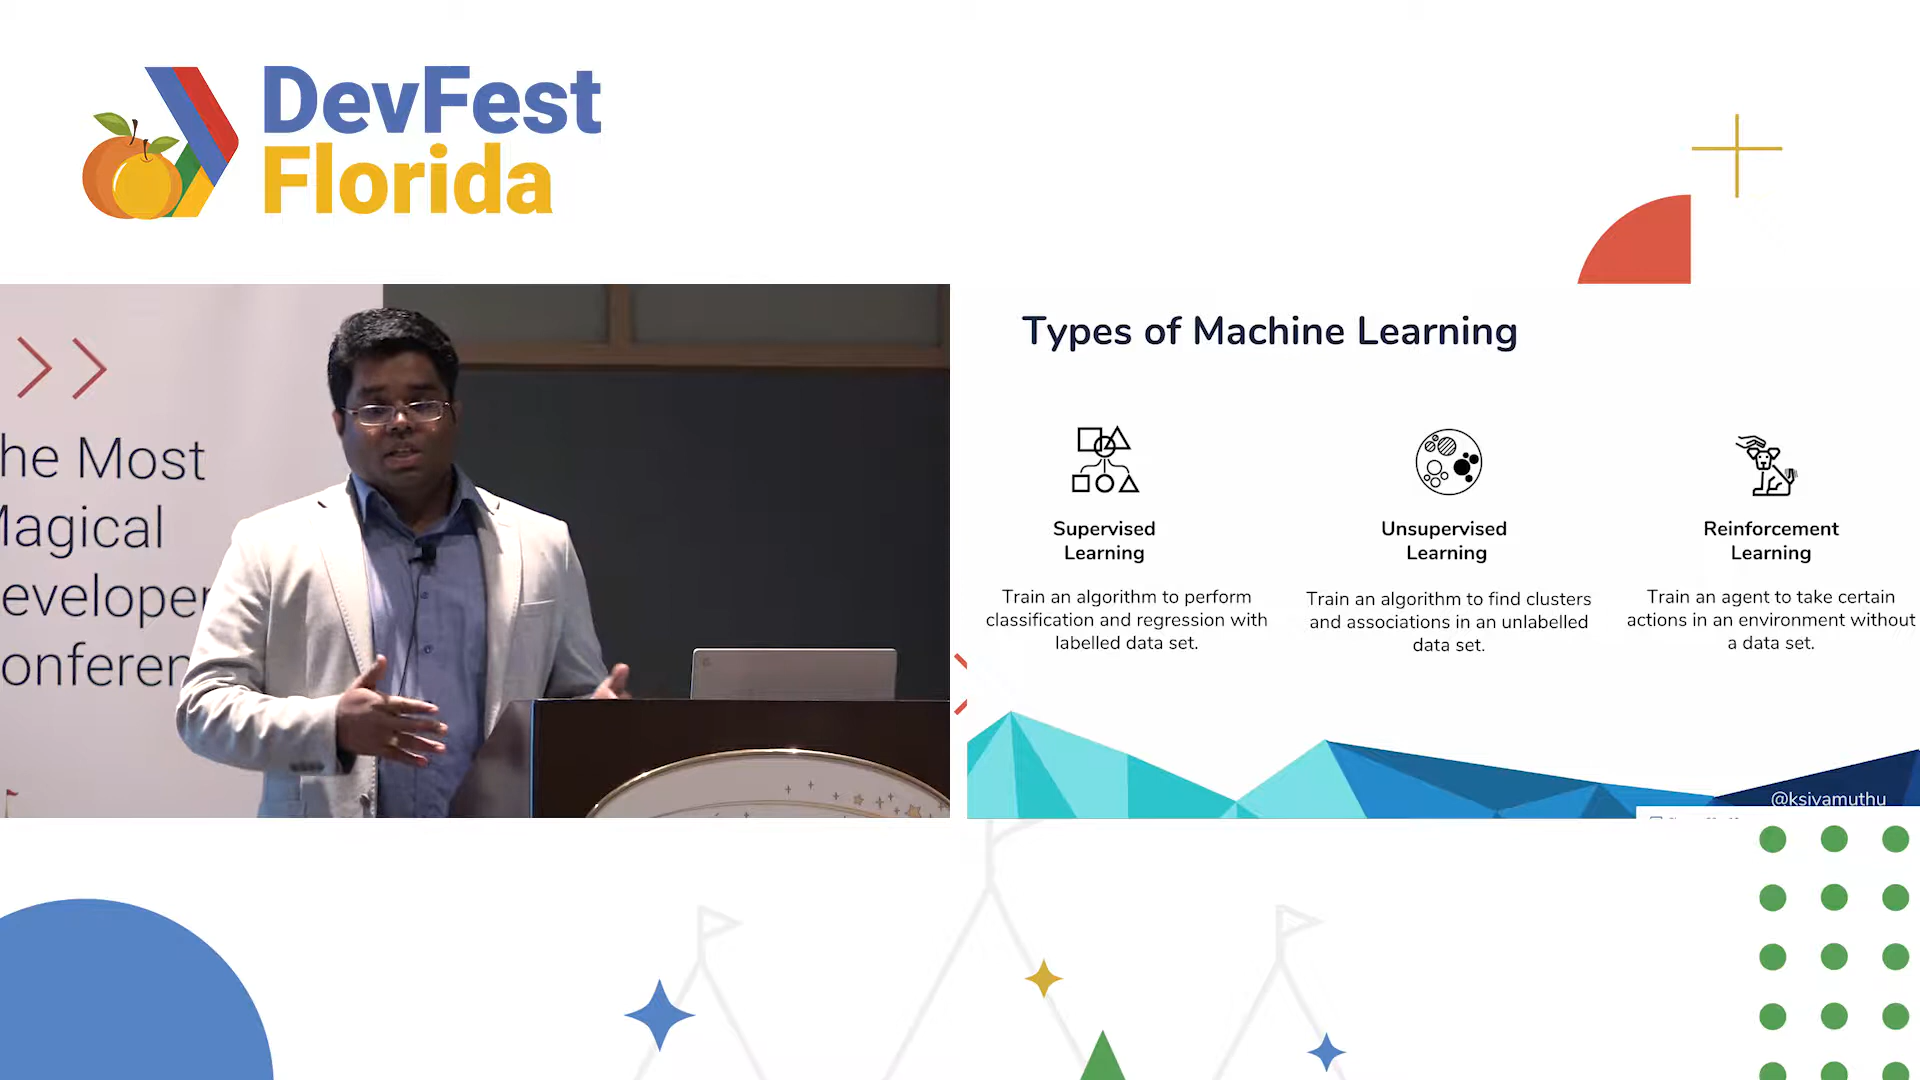 DevFest
Florida
he Most
agical
evelope
onferen
Types of Machine Learning
Supervised
Learning
Train an algorithm to perform
classification and regression with
labelled data set.
Unsupervised
Learning
Train an algorithm to find clusters
and associations in an unlabelled
data set.
Reinforcement
Learning
Train an agent to take certain
actions in an environment without
a data set.
@ksivamuthu